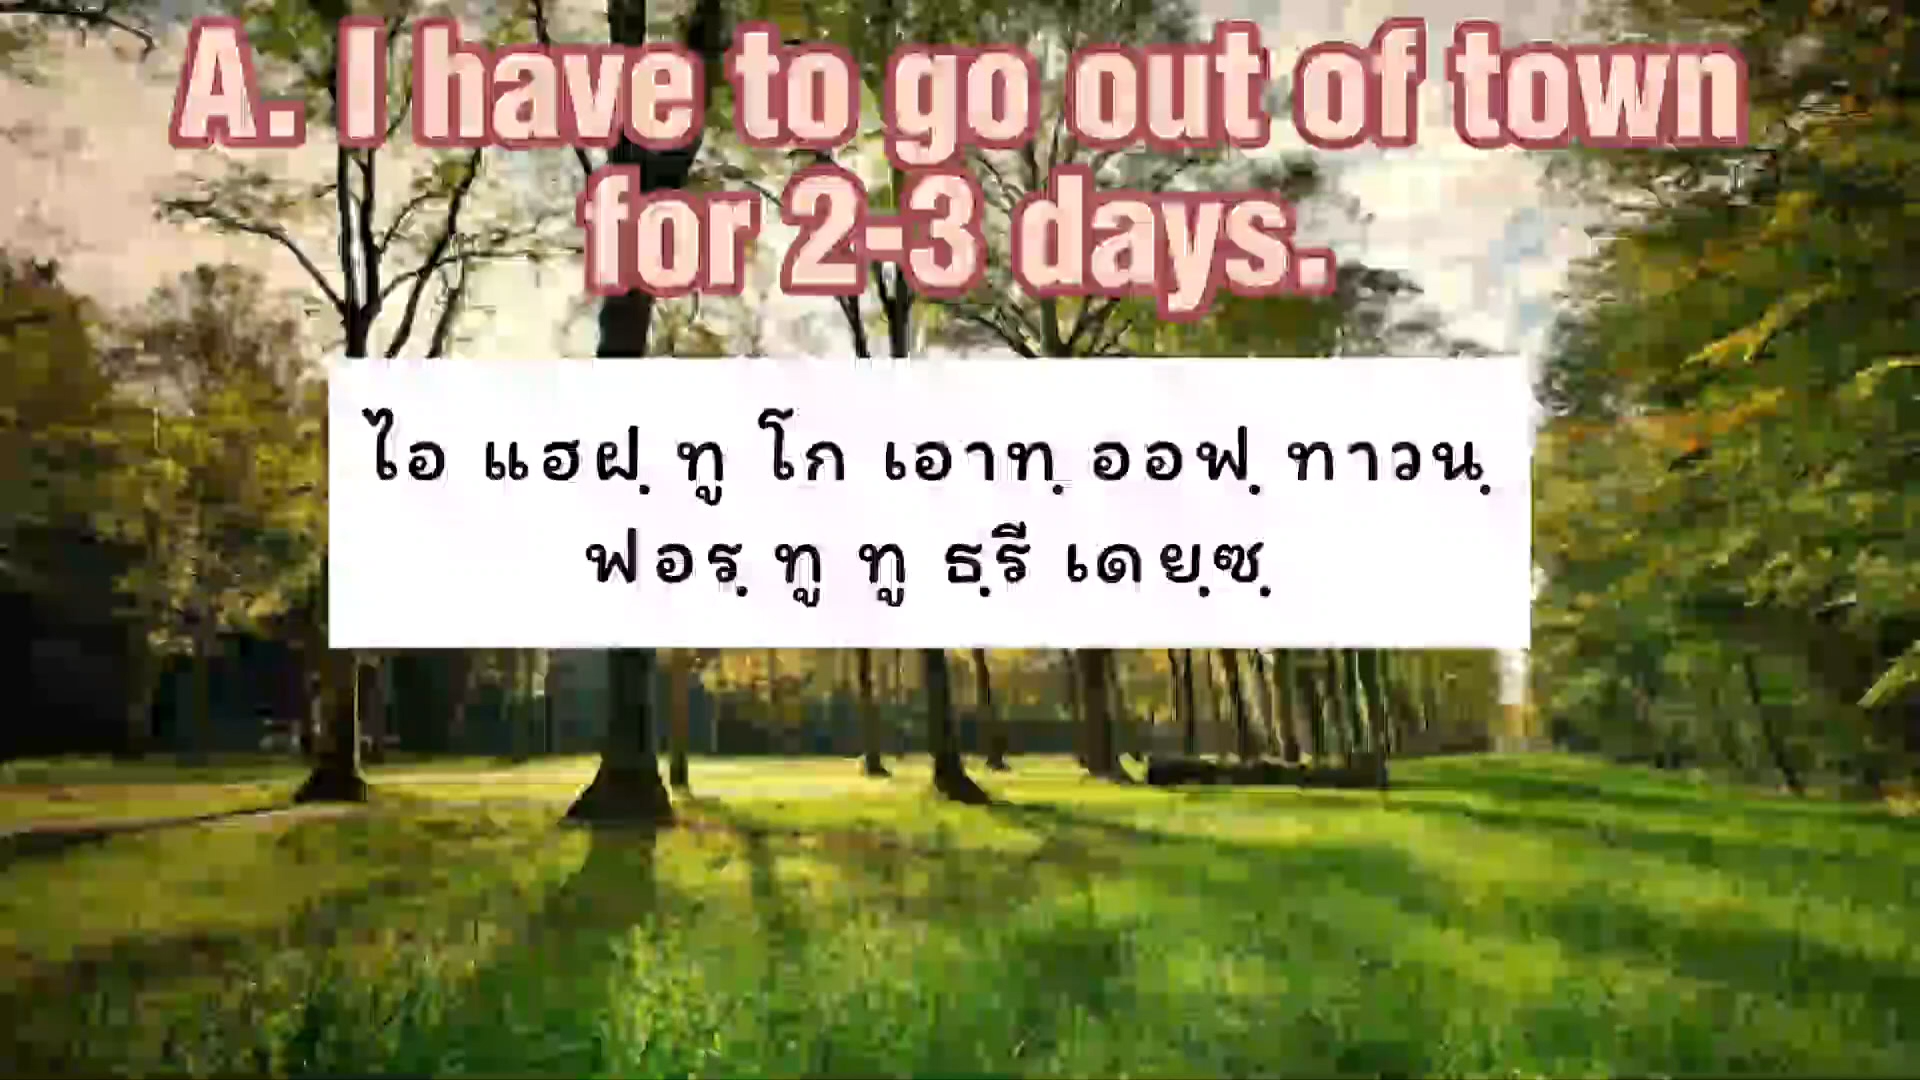 A. I have to go out of town
for 2-3 days.
ไอ แฮฝฺ ทู โก เอาทฺ ออฟฺ ทาวนฺ
ฟอรฺ ทู ทู ธฺรี เดยฺซฺ